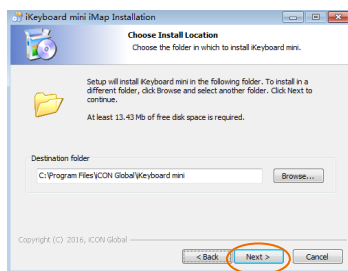 iKeyboard mini iMap Installation
Choose Install Location
Choose the folder in which to install iKeyboard mini.
Setup will install iKeyboard mini in the following folder. To install in a
different folder, click Browse and select another folder. Click Next to
continue.
At least 13.43 Mb of free disk space is required.
Destination folder
C:\Program Files\iCON Global\iKeyboard mini
Browse...
Copyright (C) 2016, iCON Global
< Back
Next >
Cancel